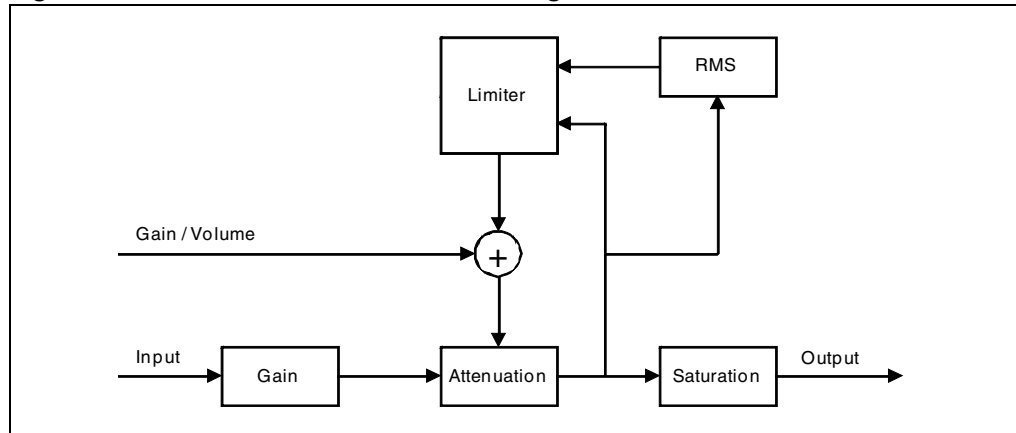 RMS
Limiter
Gain / Volume
+
Input
Gain
Attenuation
Saturation
Output